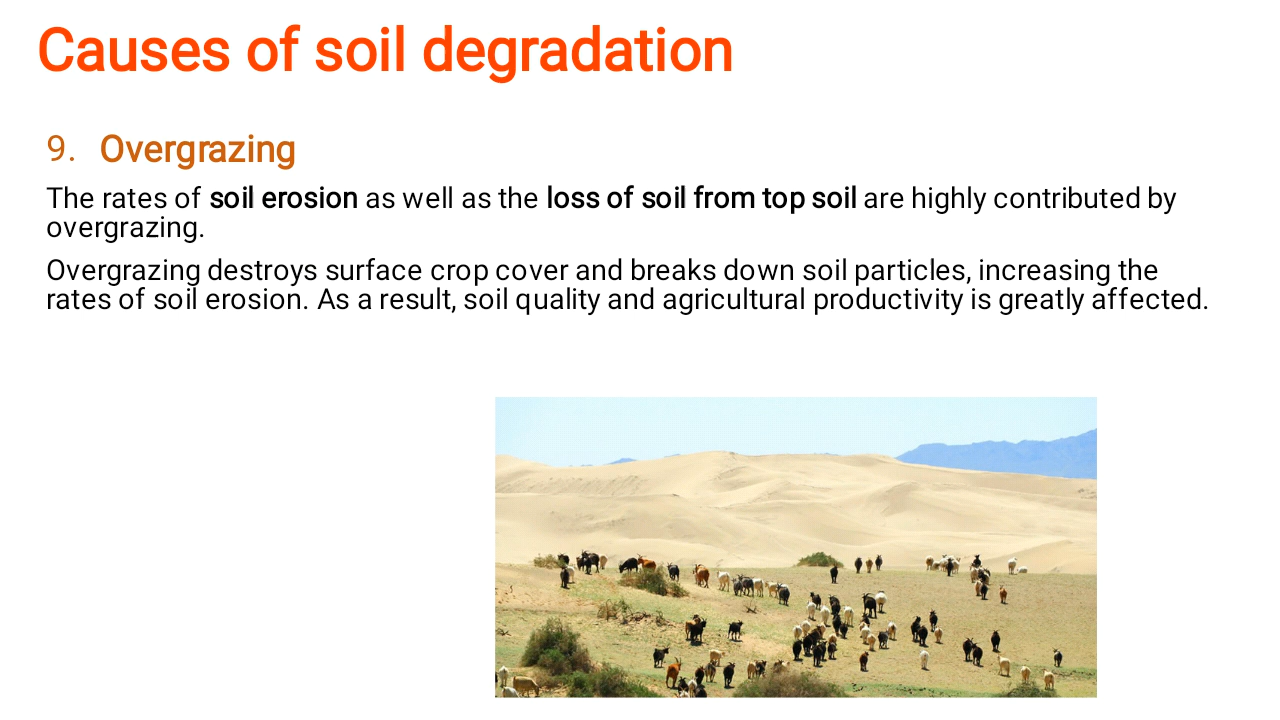 Causes of soil degradation
9. Overgrazing
The rates of soil erosion as well as the loss of soil from top soil are highly contributed by
overgrazing.
Overgrazing destroys surface crop cover and breaks down soil particles, increasing the
rates of soil erosion. As a result, soil quality and agricultural productivity is greatly affected.